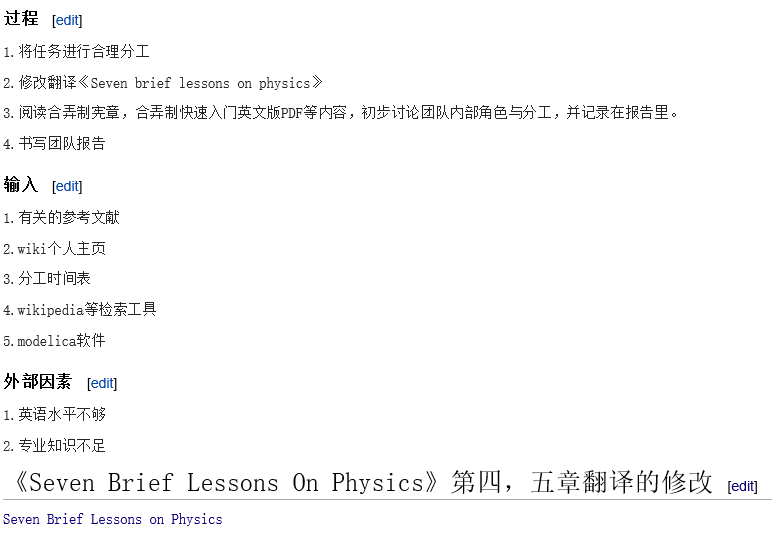 过程 [edit]
1.将任务进行合理分工
2.修改翻译《Seven brief lessons on physics》
3.阅读合弄制宪章，合弄制快速入门英文版PDF等内容，初步讨论团队内部角色与分工，并记录在报告里。
4.书写团队报告
输入 [edit]
1.有关的参考文献
2.wiki个人主页
3.分工时间表
4.wikipedia等检索工具
5.modelica软件
外部因素 [edit]
1.英语水平不够
2.专业知识不足
《Seven Brief Lessons On Physics》第四，五章翻译的修改 [edit]
Seven Brief Lessons on Physics